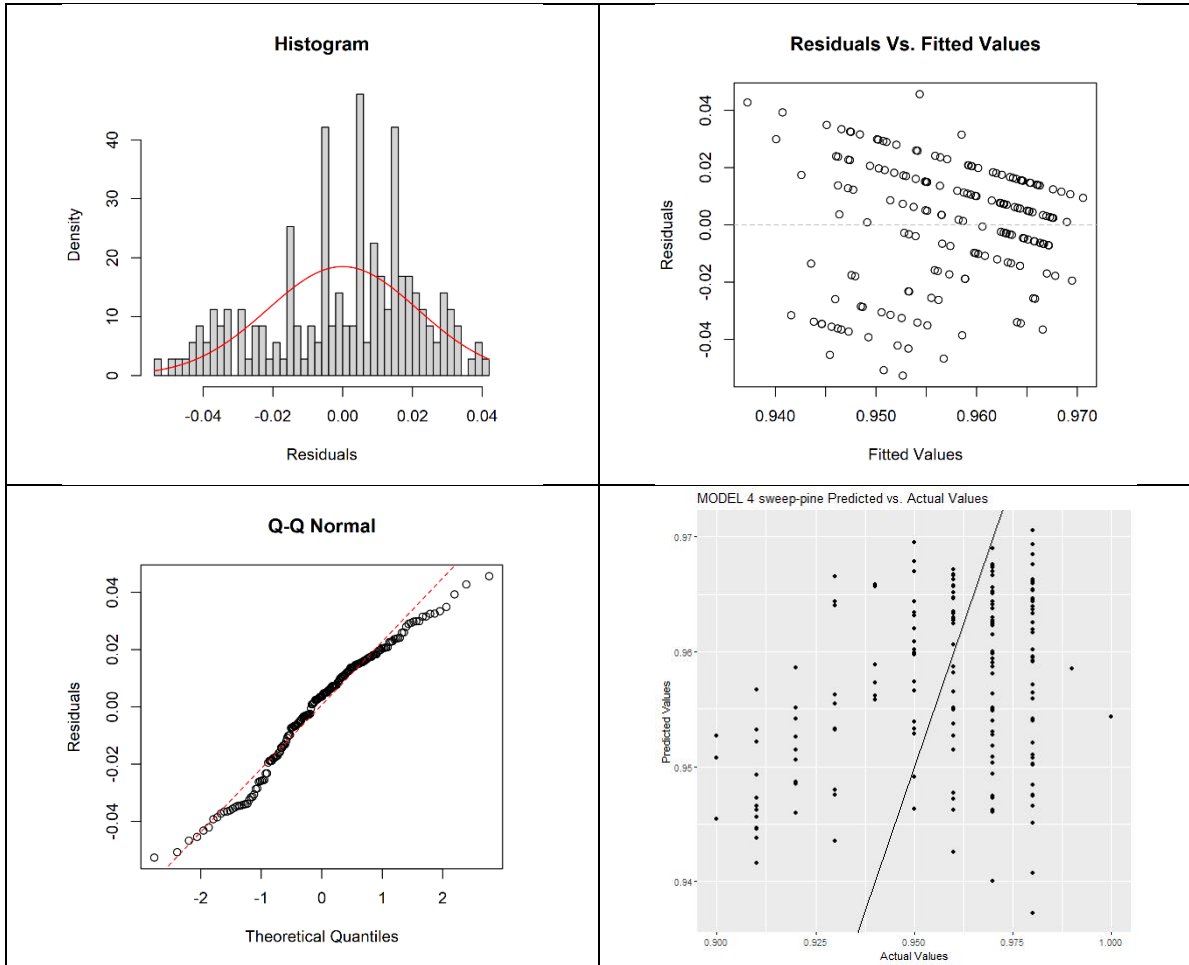 Histogram
Density
40
30
20
10
0
-0.04 -0.02 0.00 0.02 0.04
Residuals
Residuals Vs. Fitted Values
Residuals
0.04
0.02
0.00
-0.02
-0.04
0.940 0.950 0.960 0.970
Fitted Values
Q-Q Normal
Residuals
0.04
0.02
0.00
-0.02
-0.04
-2 -1 0 1 2
Theoretical Quantiles
MODEL 4 sweep-pine Predicted vs. Actual Values
Predicted Values
0.97
0.96
0.95
0.94
0.900 0.925 0.950 0.975 1.000
Actual Values